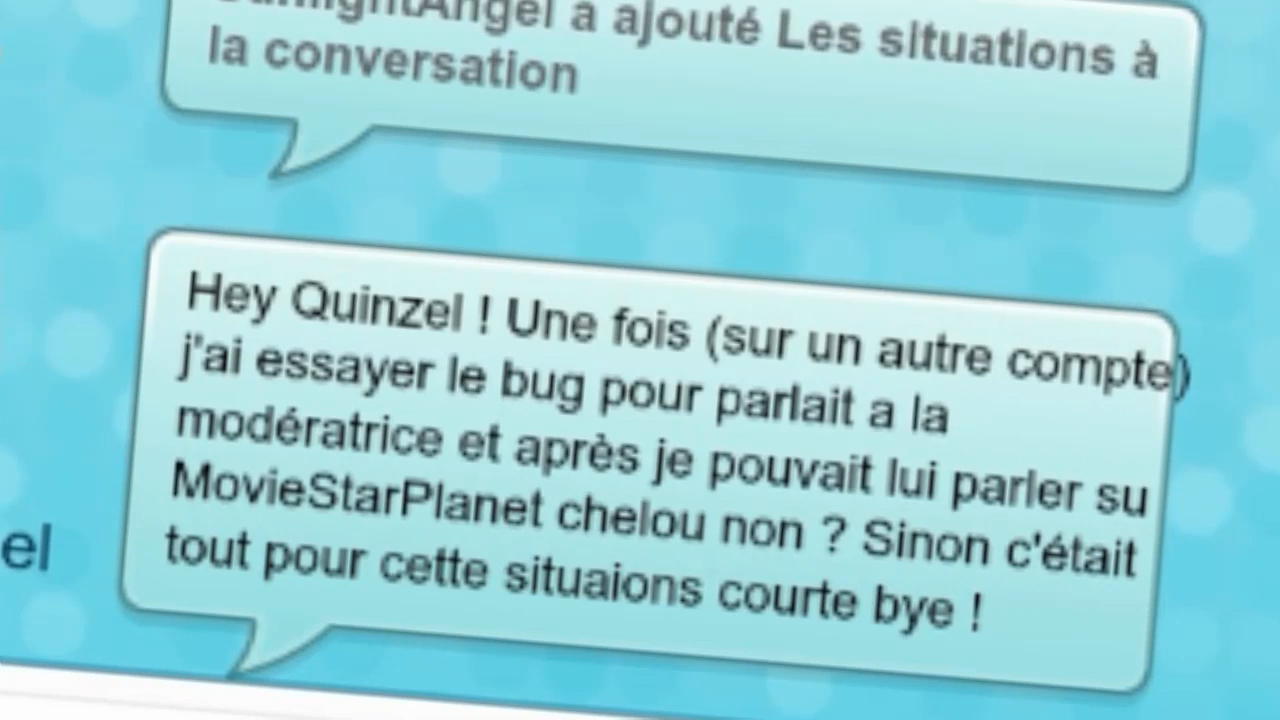 a ajouté Les situations à
la conversation
Hey Quinzel ! Une fois (sur un autre compte)
j'ai essayer le bug pour parlait a la
modératrice et après je pouvait lui parler su
MovieStarPlanet chelou non ? Sinon c'était
tout pour cette situaions courte bye !
el